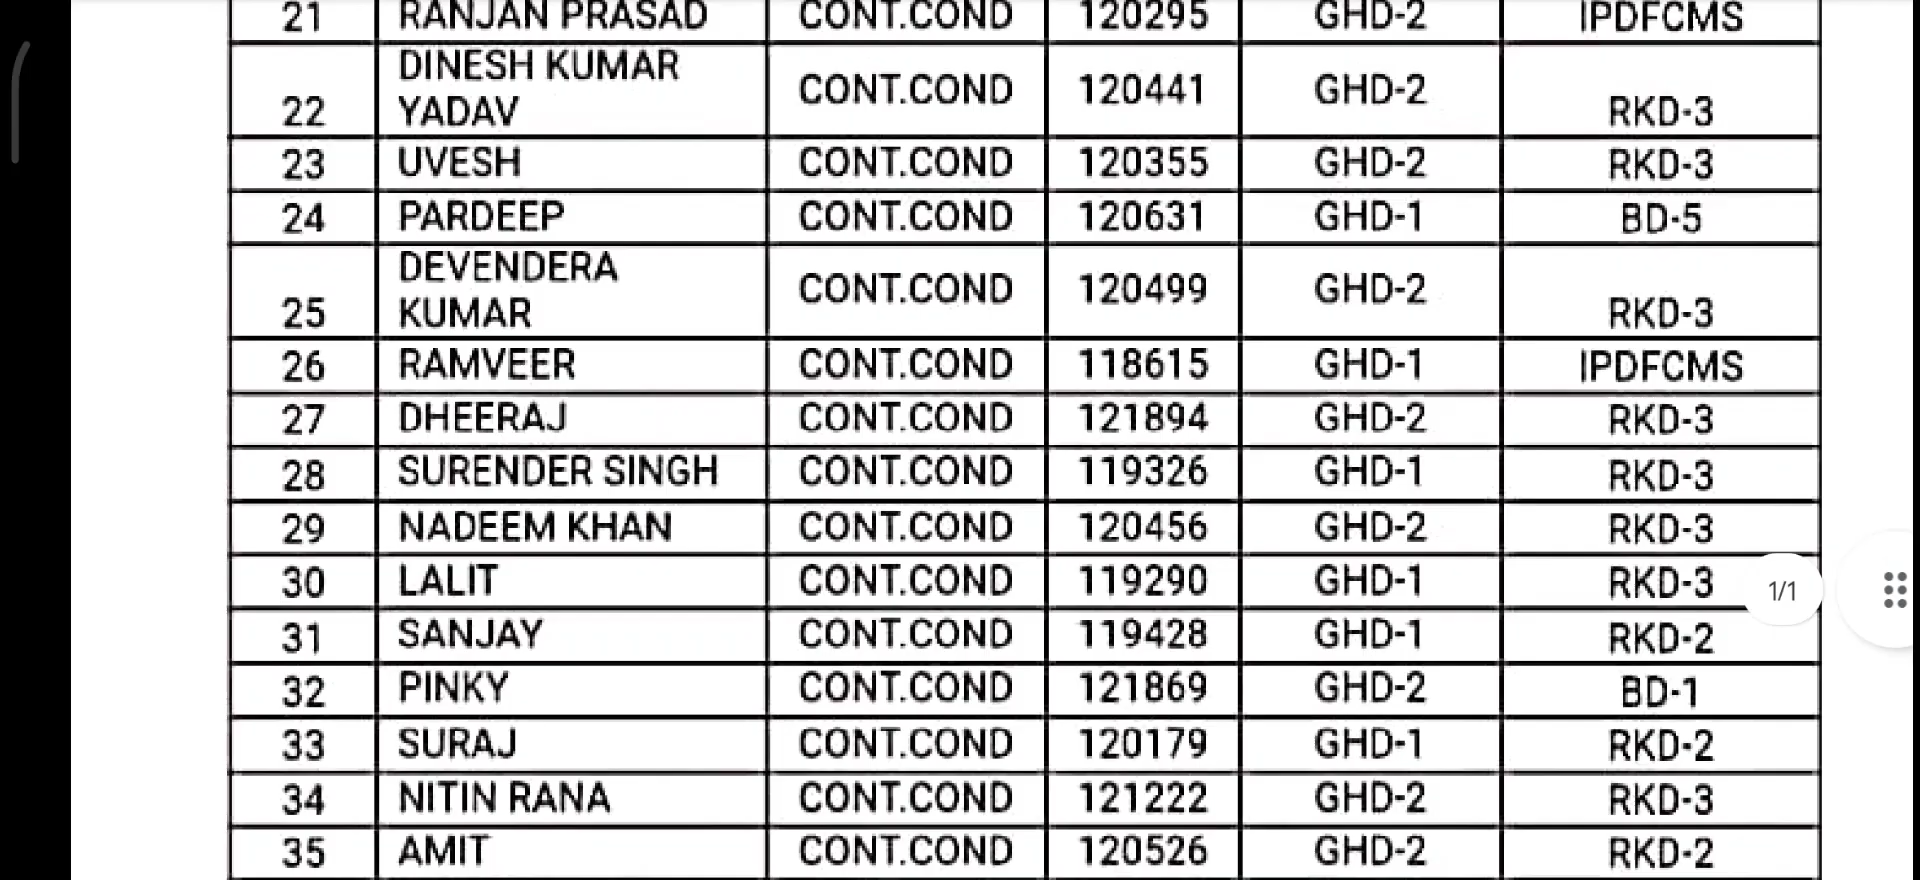 21 RANJAN PRASAD CONT.COND 120295 GHD-2 IPDFCMS
DINESH KUMAR
22 YADAV CONT.COND 120441 GHD-2 RKD-3
23 UVESH CONT.COND 120355 GHD-2 RKD-3
24 PARDEEP CONT.COND 120631 GHD-1 BD-5
DEVENDERA
25 KUMAR CONT.COND 120499 GHD-2 RKD-3
26 RAMVEER CONT.COND 118615 GHD-1 IPDFCMS
27 DHEERAJ CONT.COND 121894 GHD-2 RKD-3
28 SURENDER SINGH CONT.COND 119326 GHD-1 RKD-3
29 NADEEM KHAN CONT.COND 120456 GHD-2 RKD-3
30 LALIT CONT.COND 119290 GHD-1 RKD-3
1/1
31 SANJAY CONT.COND 119428 GHD-1 RKD-2
32 PINKY CONT.COND 121869 GHD-2 BD-1
33 SURAJ CONT.COND 120179 GHD-1 RKD-2
34 NITIN RANA CONT.COND 121222 GHD-2 RKD-3
35 AMIT CONT.COND 120526 GHD-2 RKD-2